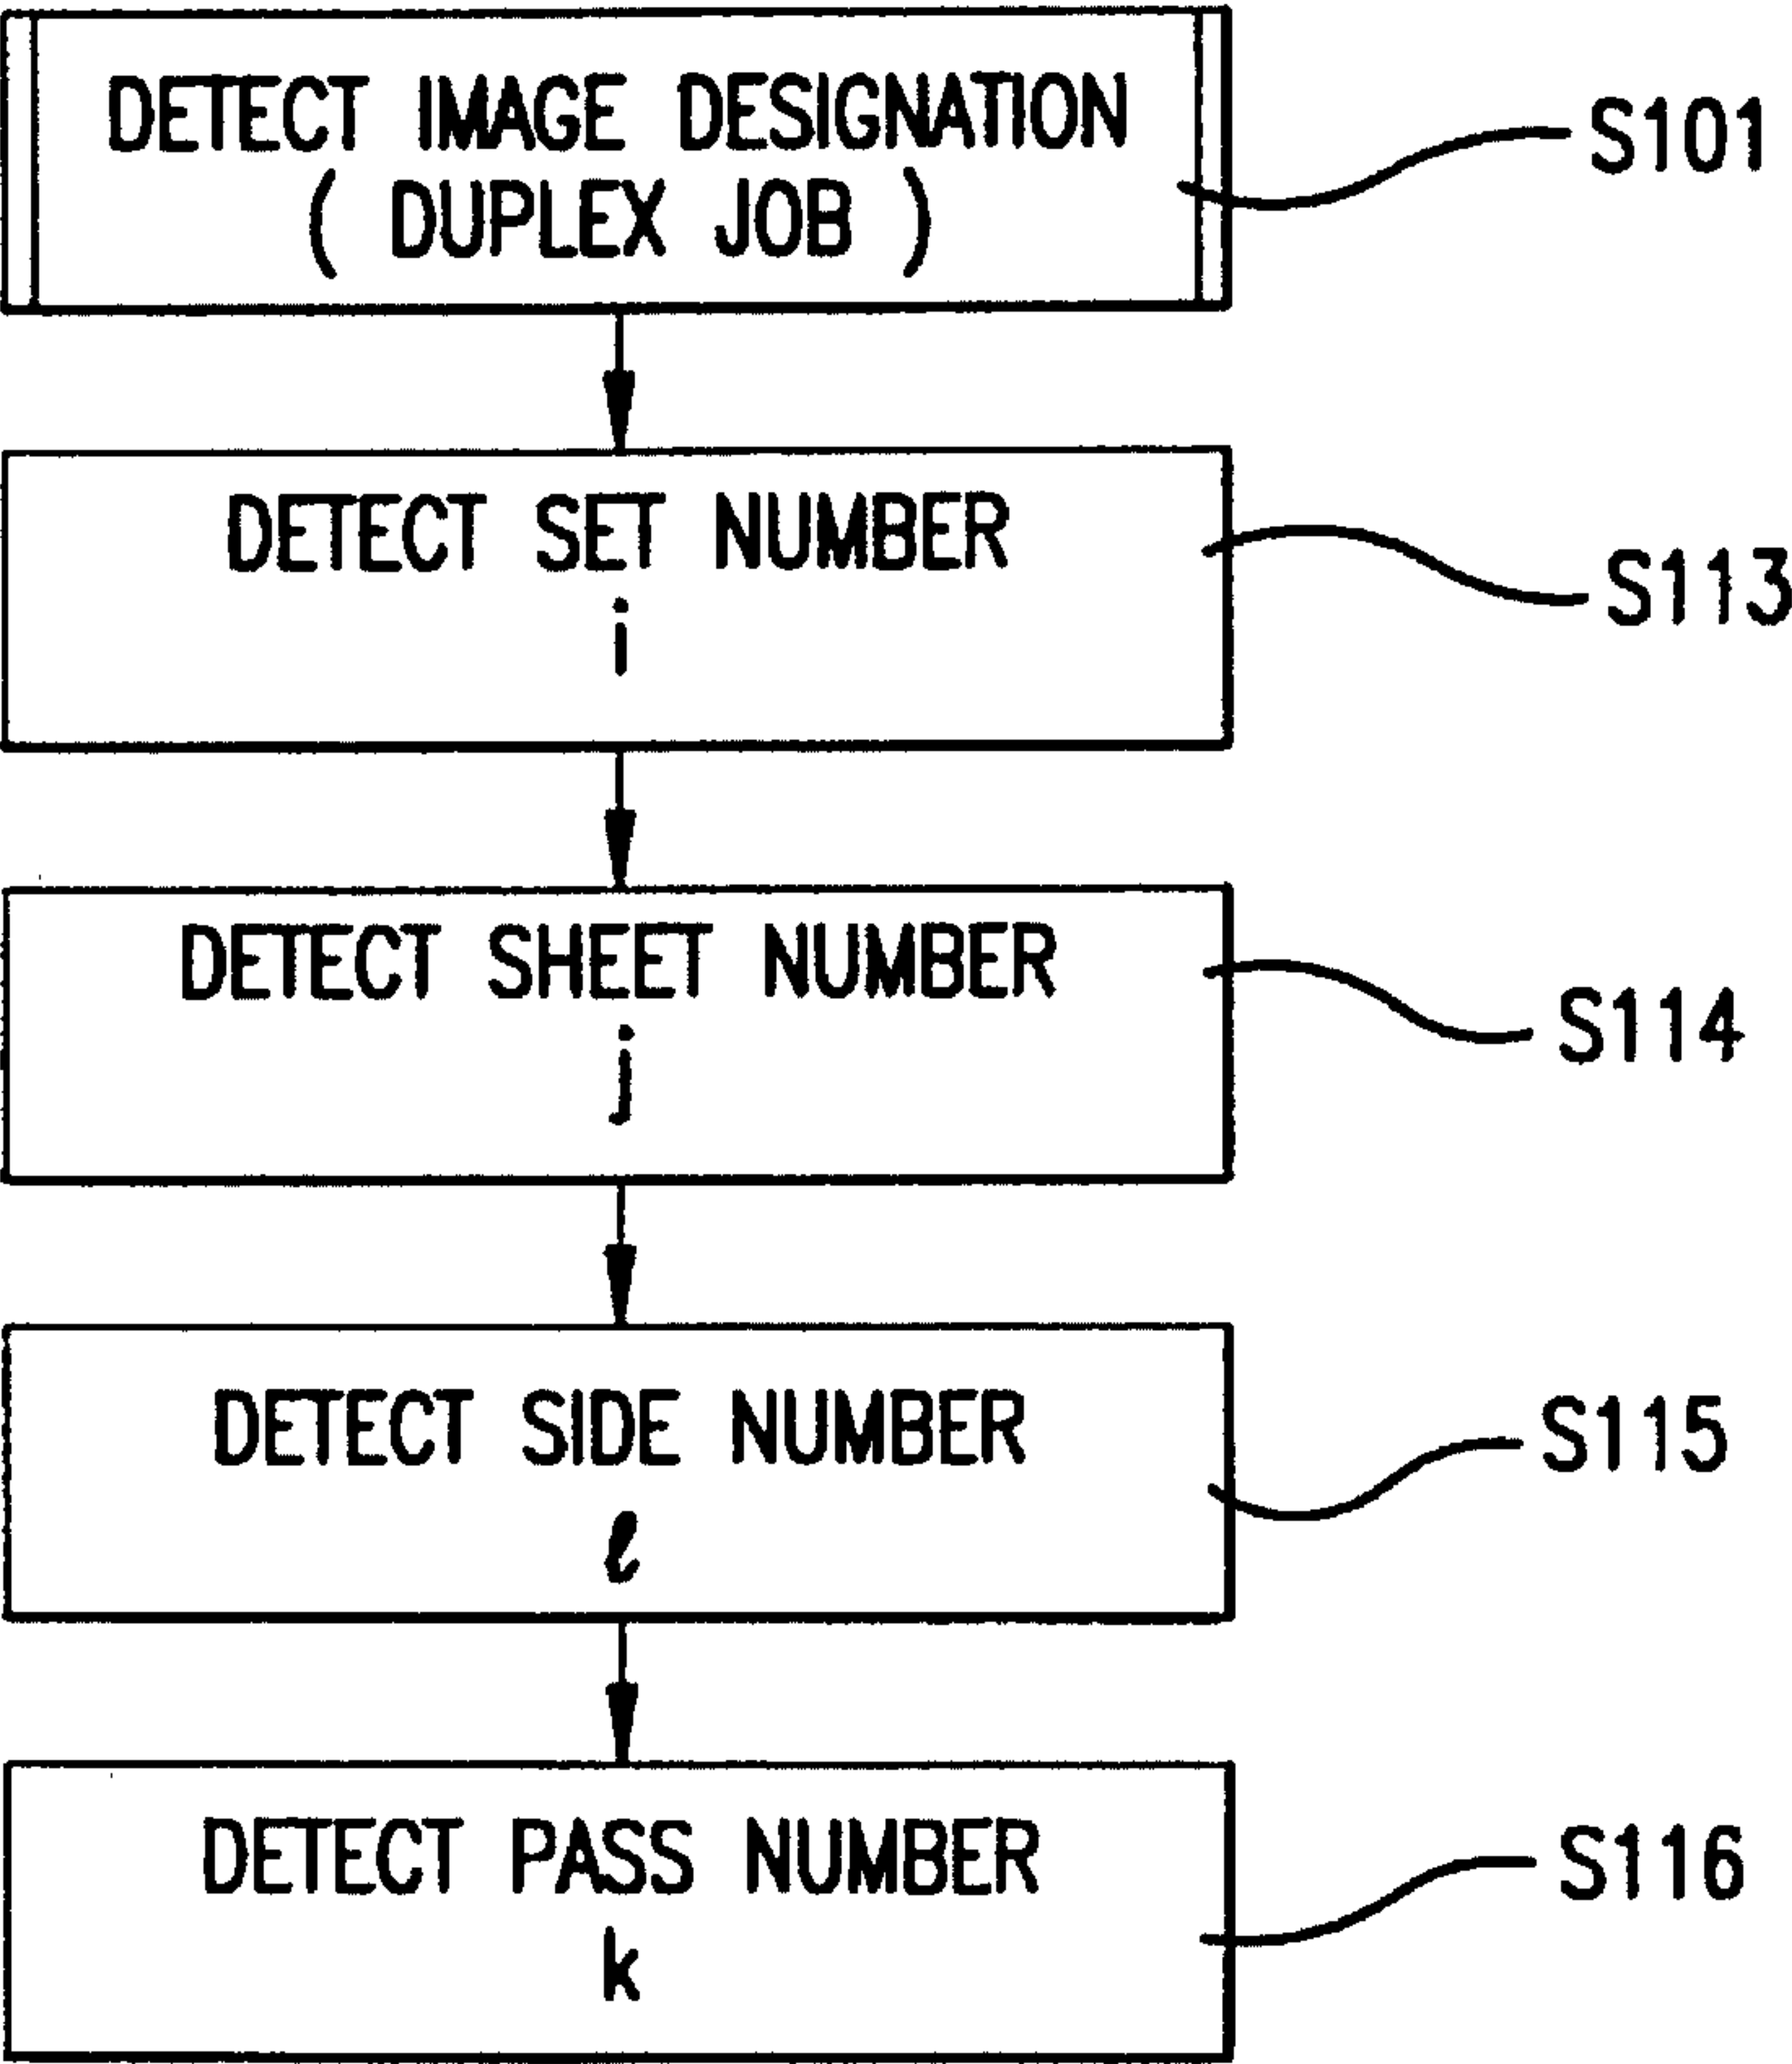 DETECT IMAGE DESIGNATION
( DUPLEX JOB )
S101
DETECT SET NUMBER
i
S113
DETECT SHEET NUMBER
j
S114
DETECT SIDE NUMBER
ℓ
S115
DETECT PASS NUMBER
k
S116